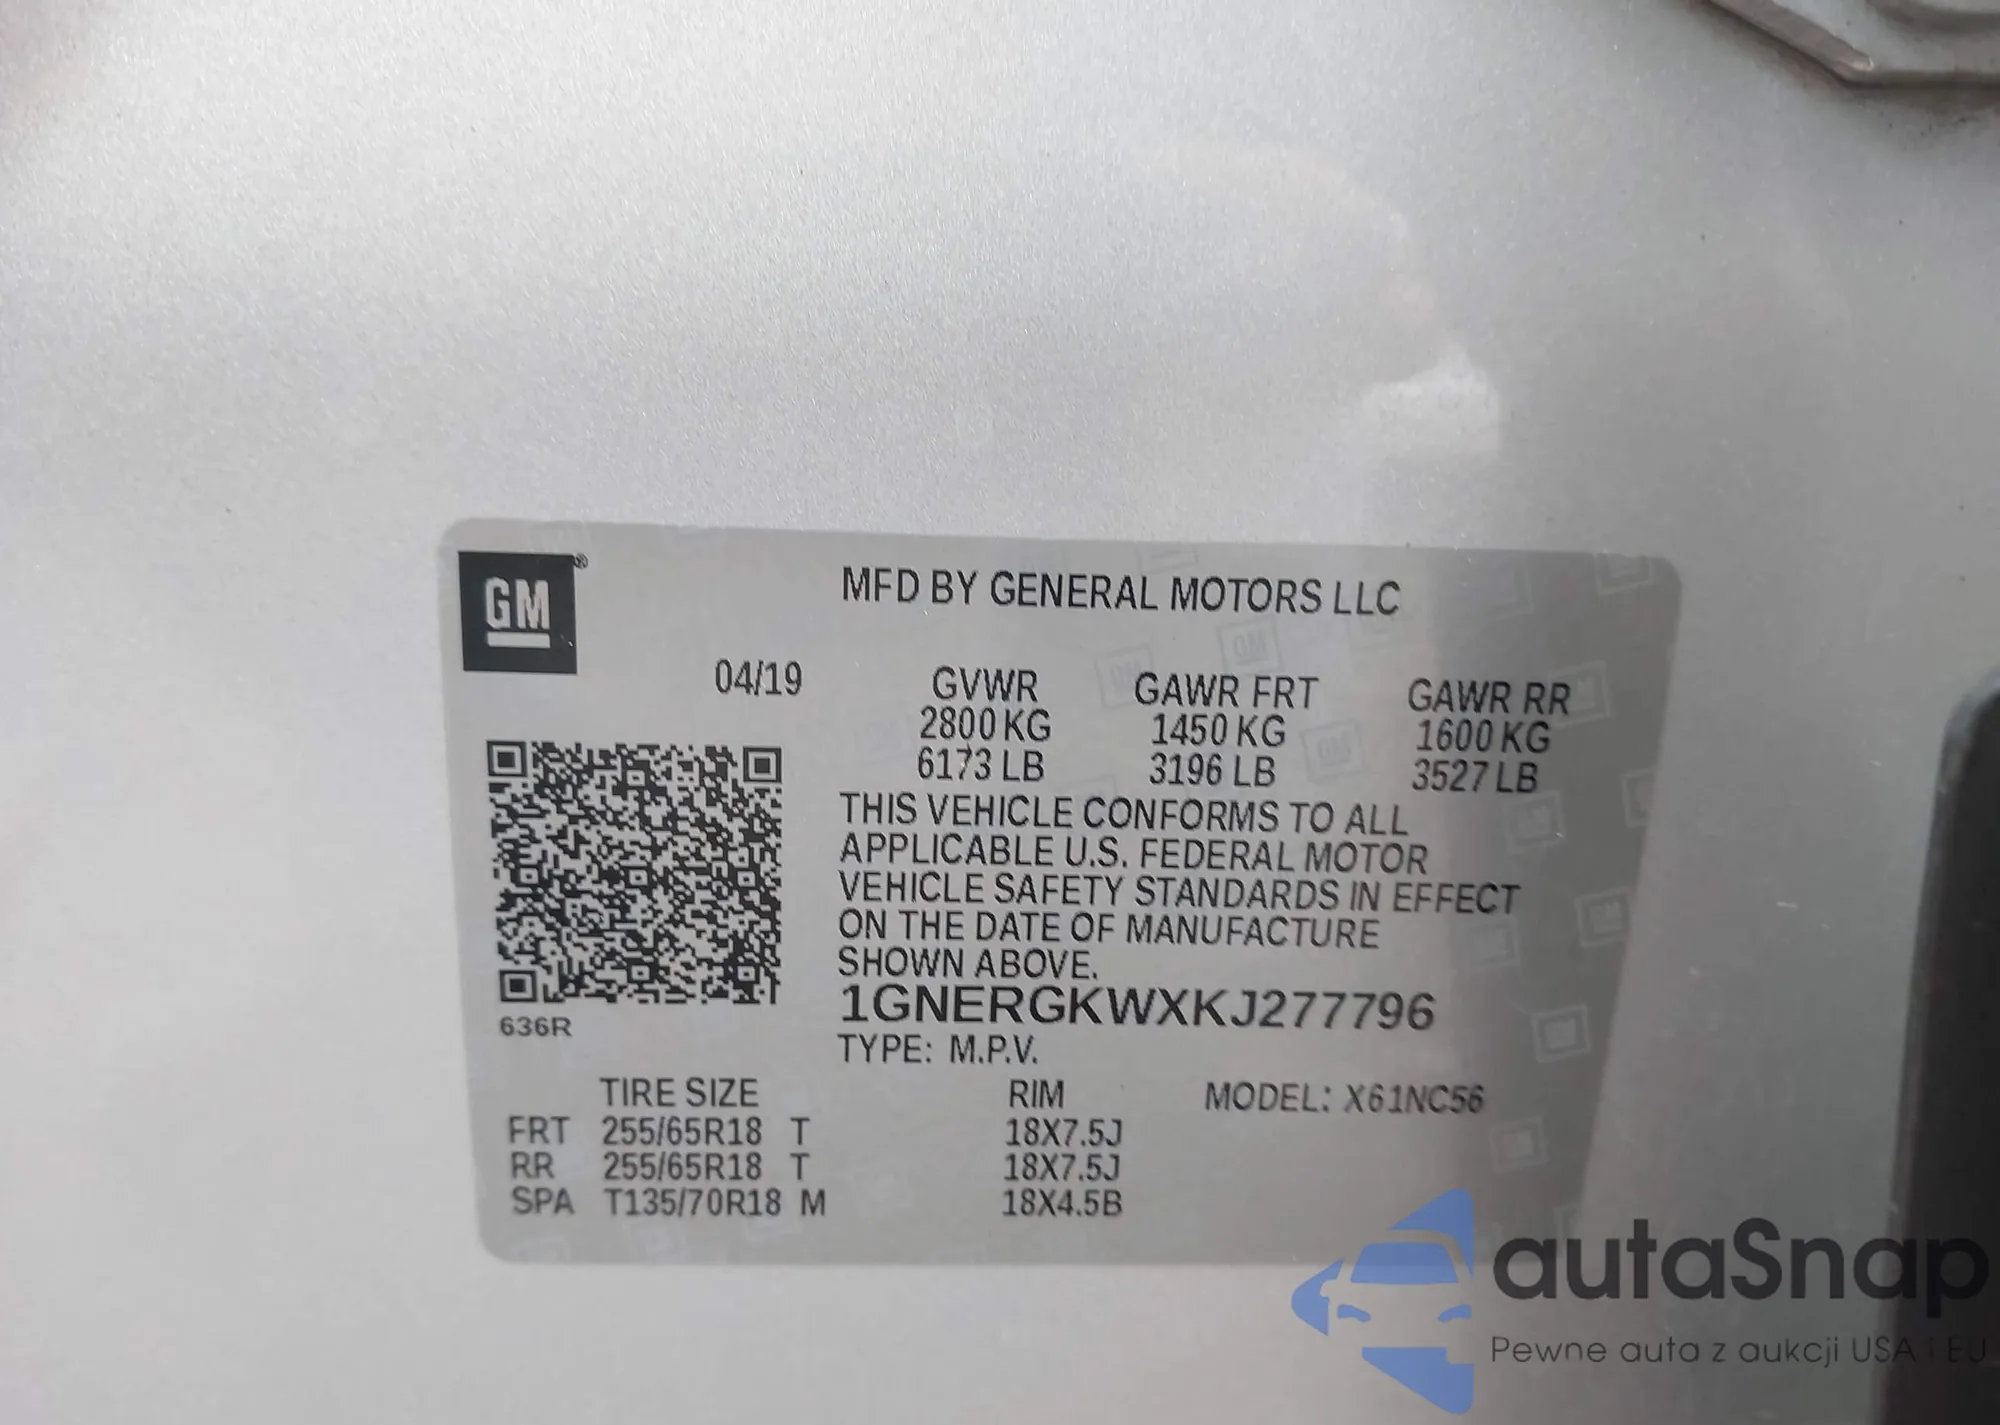 GM®
MFD BY GENERAL MOTORS LLC
04/19
GVWR GAWR FRT GAWR RR
2800 KG 1450 KG 1600 KG
6173 LB 3196 LB 3527 LB
THIS VEHICLE CONFORMS TO ALL
APPLICABLE U.S. FEDERAL MOTOR
VEHICLE SAFETY STANDARDS IN EFFECT
ON THE DATE OF MANUFACTURE
SHOWN ABOVE.
1GNERGKWXKJ277796
636R
TYPE: M.P.V.
TIRE SIZE RIM MODEL: X61NC56
FRT 255/65R18 T 18X7.5J
RR 255/65R18 T 18X7.5J
SPA T135/70R18 M 18X4.5B
autaSnap
Pewne auta z aukcji USA i EU